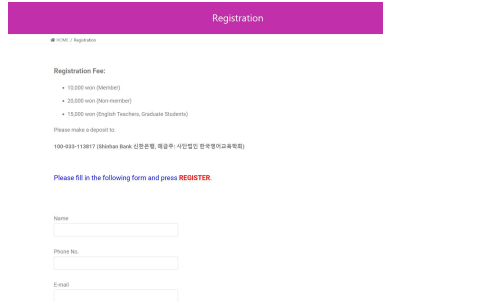 Registration
HOME / Registration
Registration Fee:
10,000 won (Member)
20,000 won (Non-member)
15,000 won (English Teachers, Graduate Students)
Please make a deposit to:
100-033-113817 (Shinhan Bank 신한은행, 예금주: 사단법인 한국영어교육학회)
Please fill in the following form and press REGISTER.
Name
Phone No.
E-mail